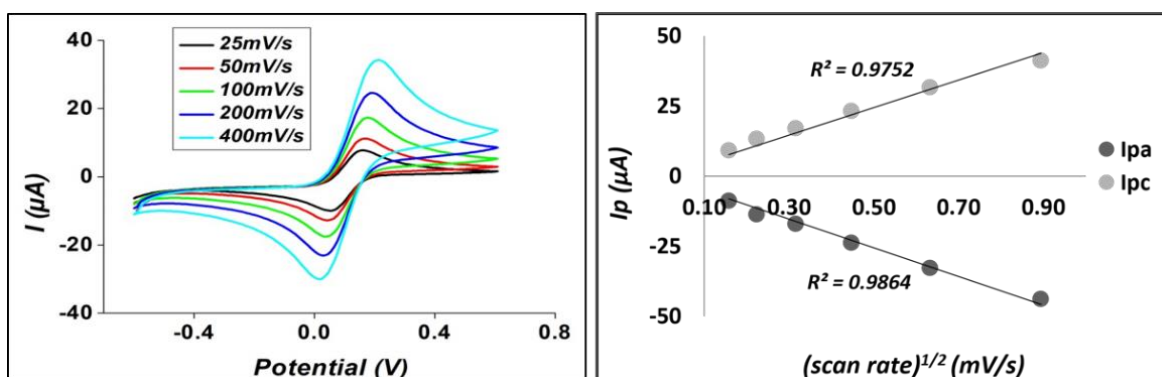 40
20
0
-20
-40
I (µA)
25mV/s
50mV/s
100mV/s
200mV/s
400mV/s
-0.4
0.0
0.4
0.8
Potential (V)
50
25
0
-25
-50
Ip (µA)
R² = 0.9752
0.10 0.30 0.50 0.70 0.90
R² = 0.9864
Ipa
Ipc
(scan rate)^1/2 (mV/s)